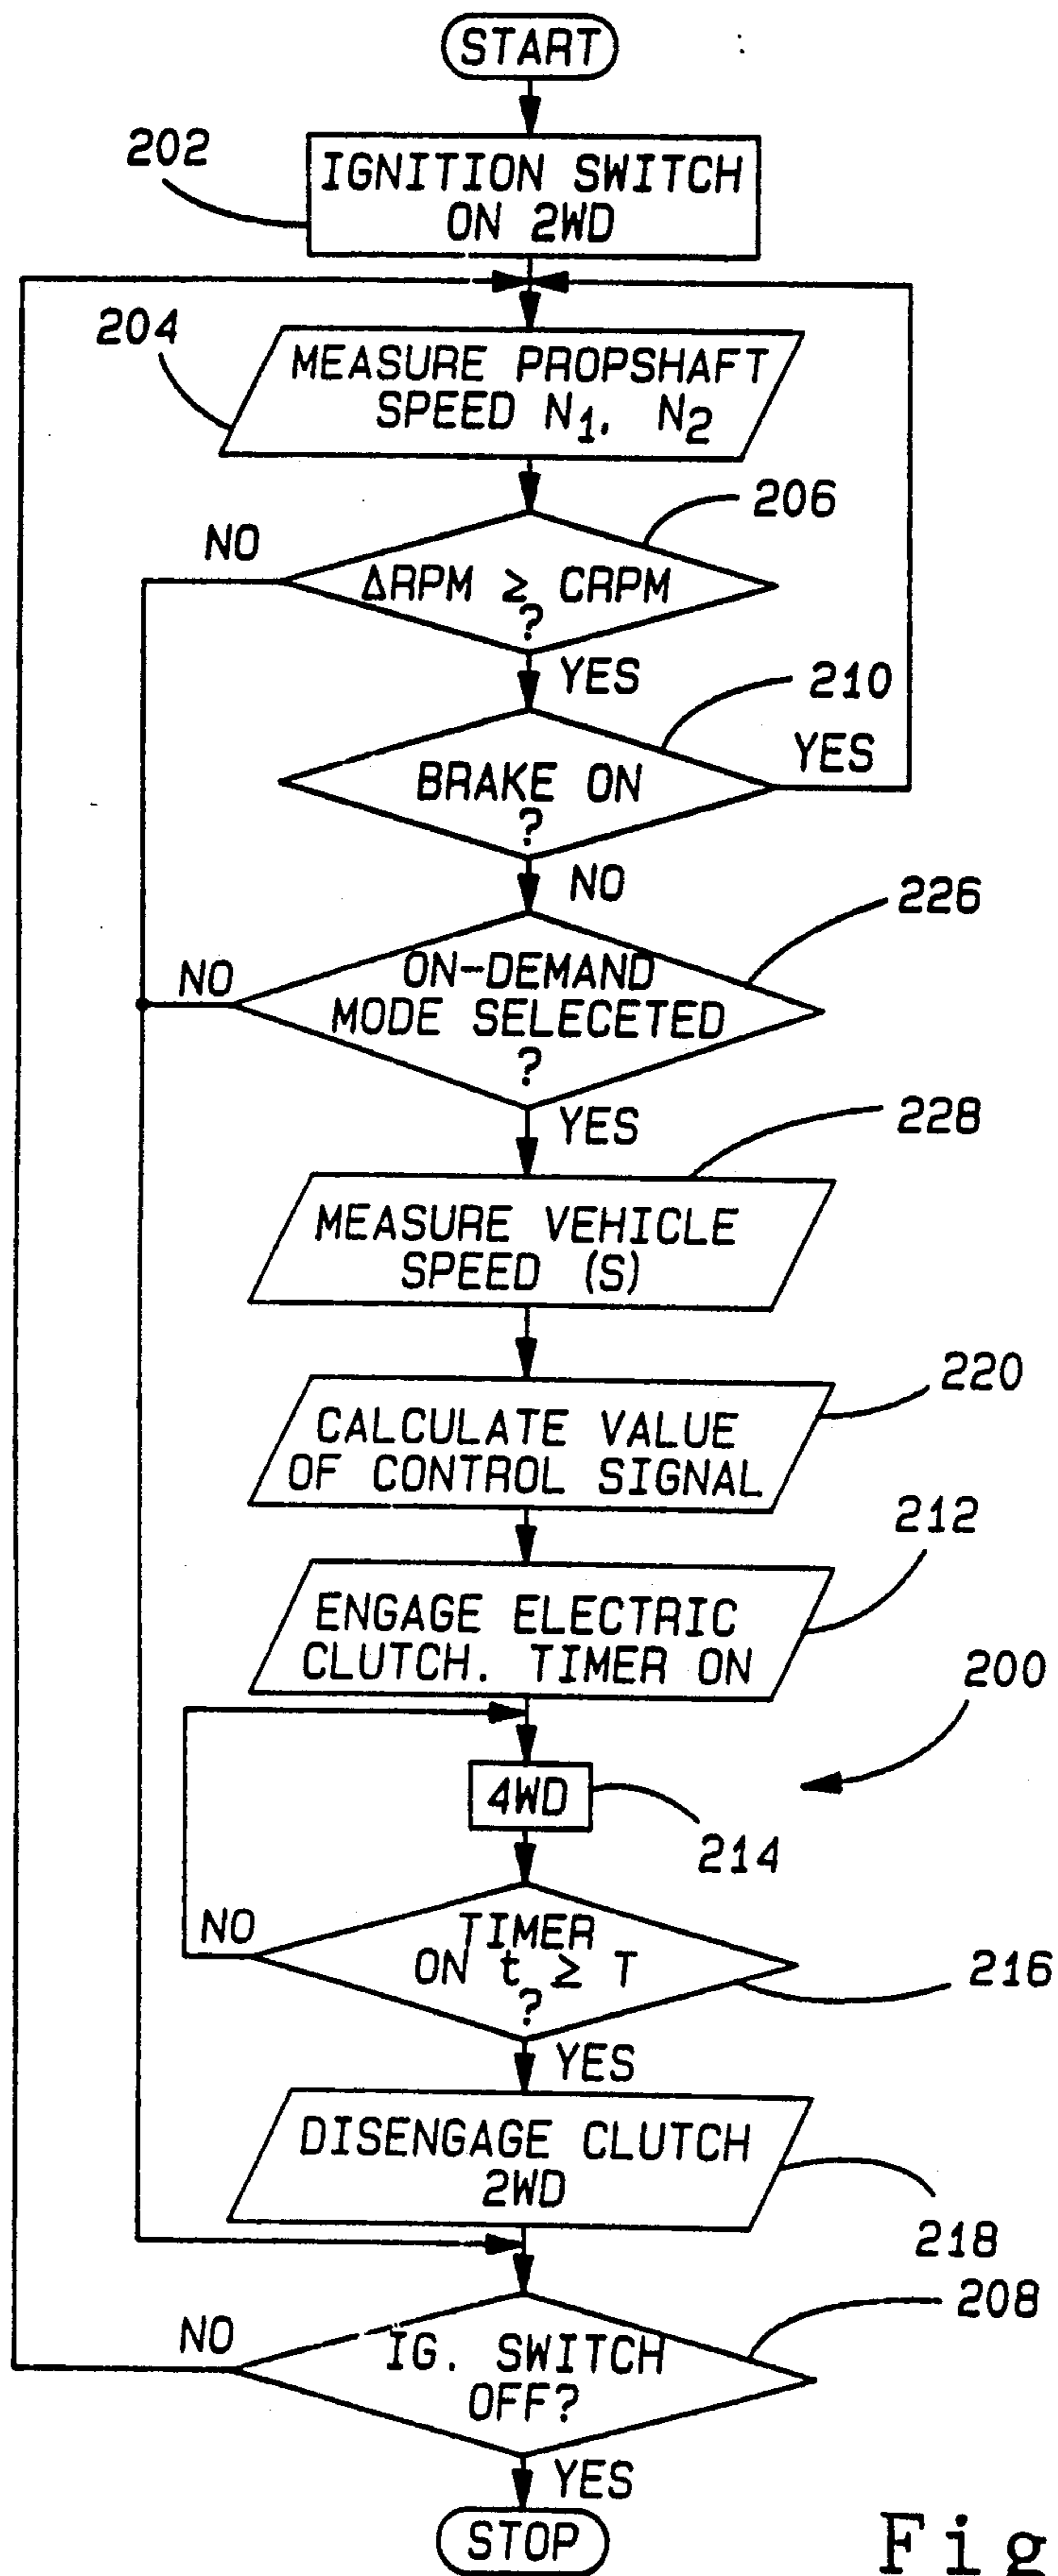 START
202
IGNITION SWITCH
ON 2WD
204
MEASURE PROPSHAFT
SPEED N1, N2
206
NO
ΔRPM ≥ CRPM
?
YES
210
YES
BRAKE ON
?
NO
226
NO
ON-DEMAND
MODE SELECETED
?
YES
228
MEASURE VEHICLE
SPEED (S)
220
CALCULATE VALUE
OF CONTROL SIGNAL
212
ENGAGE ELECTRIC
CLUTCH. TIMER ON
200
4WD
214
NO
TIMER
ON t ≥ T
?
216
YES
DISENGAGE CLUTCH
2WD
218
208
NO
IG. SWITCH
OFF?
YES
STOP
Fig